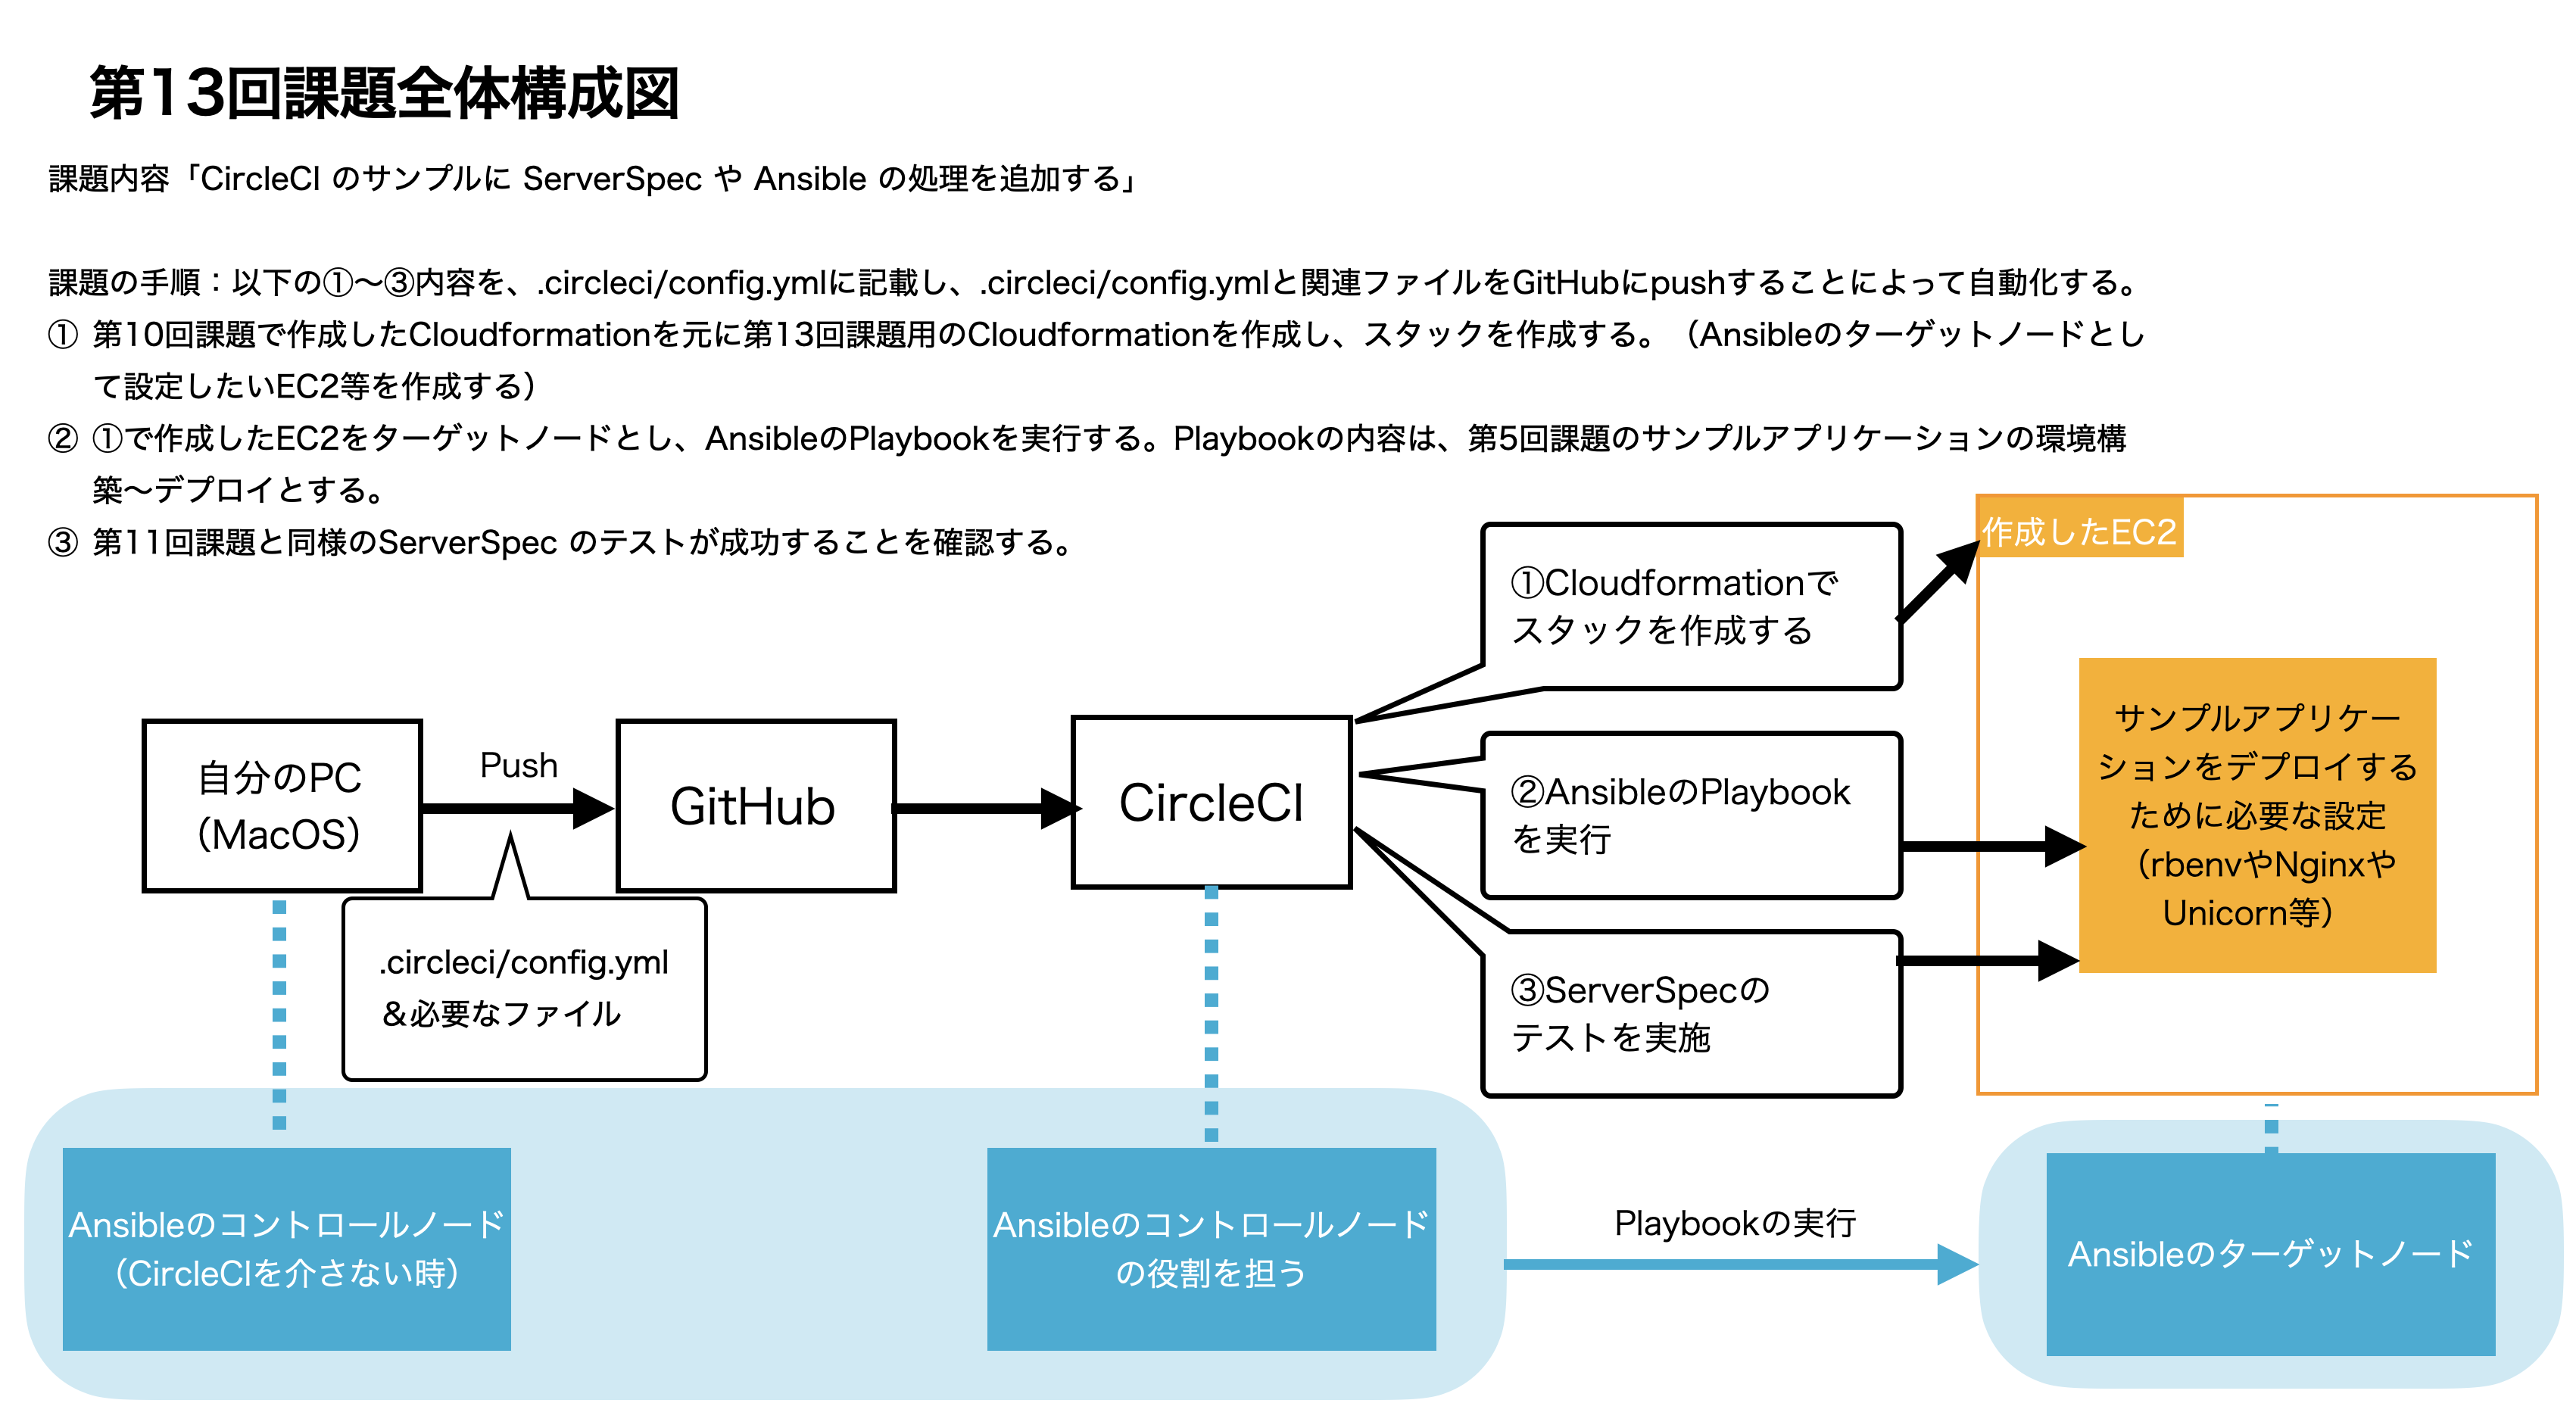 第13回課題全体構成図
課題内容「CircleCI のサンプルに ServerSpec や Ansible の処理を追加する」
課題の手順：以下の①〜③内容を、.circleci/config.ymlに記載し、.circleci/config.ymlと関連ファイルをGitHubにpushすることによって自動化する。
① 第10回課題で作成したCloudformationを元に第13回課題用のCloudformationを作成し、スタックを作成する。（Ansibleのターゲットノードとし
て設定したいEC2等を作成する）
② ①で作成したEC2をターゲットノードとし、AnsibleのPlaybookを実行する。Playbookの内容は、第5回課題のサンプルアプリケーションの環境構
築〜デプロイとする。
③ 第11回課題と同様のServerSpec のテストが成功することを確認する。
作成したEC2
①Cloudformationで
スタックを作成する
自分のPC
（MacOS）
Push
GitHub
CircleCI
②AnsibleのPlaybook
を実行
サンプルアプリケー
ションをデプロイする
ために必要な設定
（rbenvやNginxや
Unicorn等）
.circleci/config.yml
＆必要なファイル
③ServerSpecの
テストを実施
Ansibleのコントロールノード
（CircleCIを介さない時）
Ansibleのコントロールノード
の役割を担う
Playbookの実行
Ansibleのターゲットノード